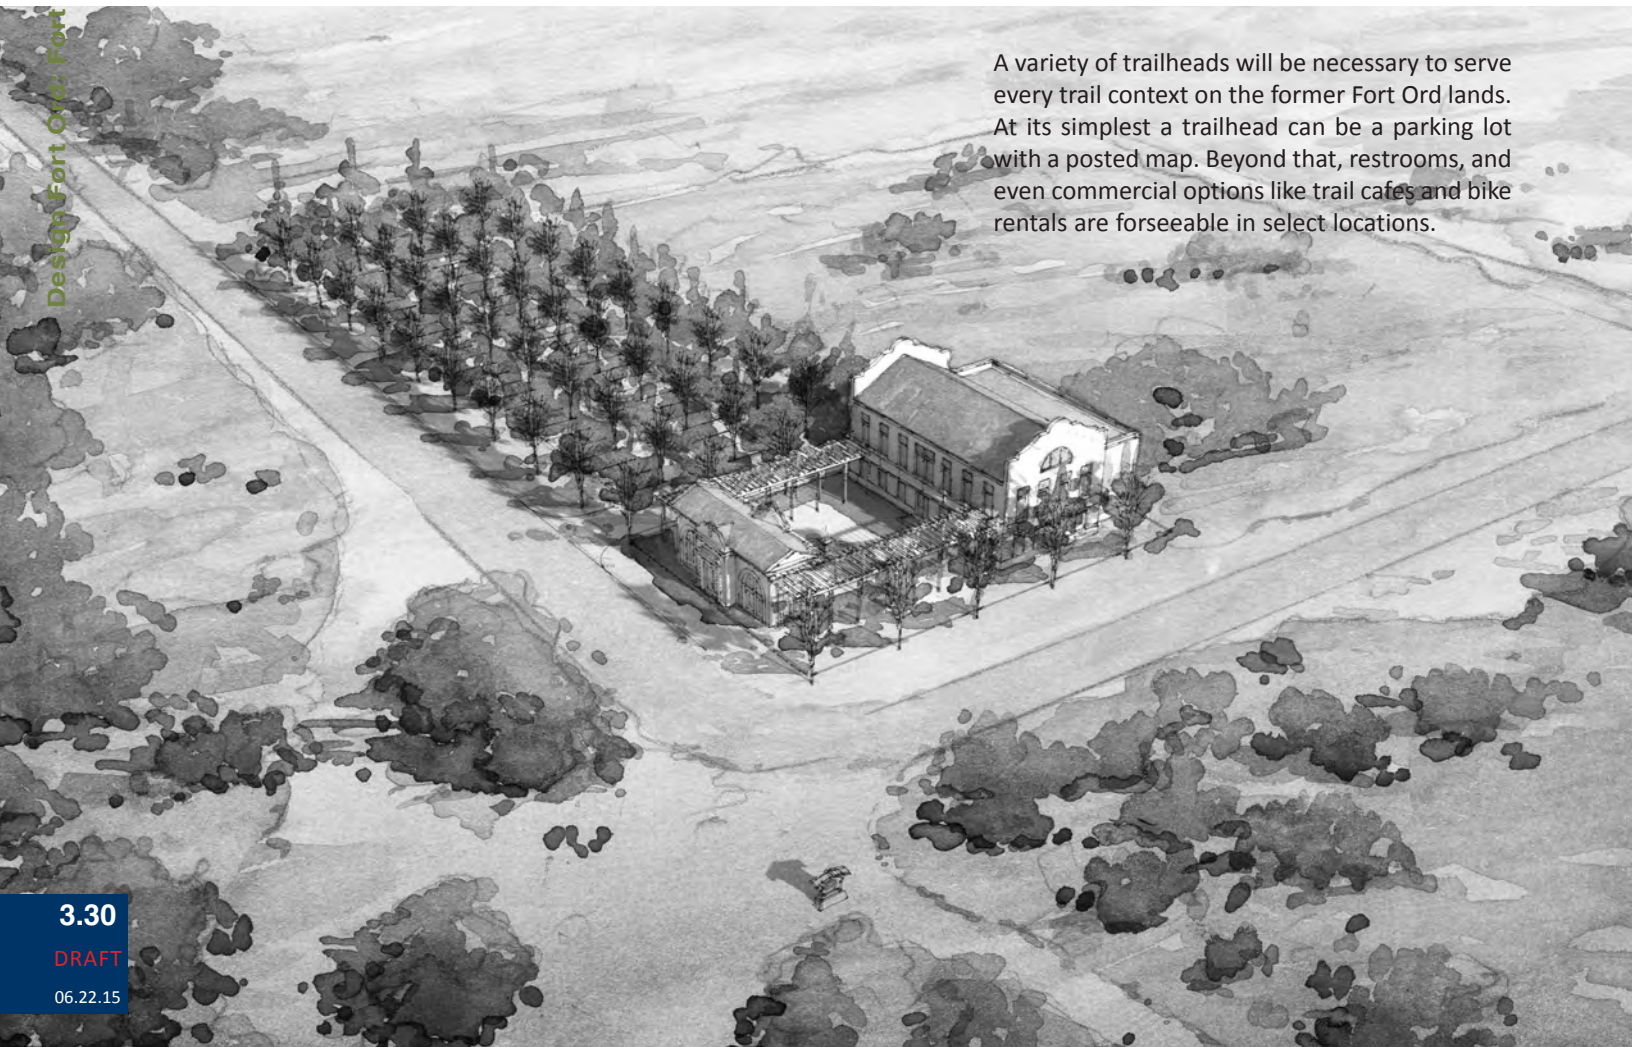 Design Fort Ord: Fort
A variety of trailheads will be necessary to serve
every trail context on the former Fort Ord lands.
At its simplest a trailhead can be a parking lot
with a posted map. Beyond that, restrooms, and
even commercial options like trail cafes and bike
rentals are forseeable in select locations.
3.30
DRAFT
06.22.15